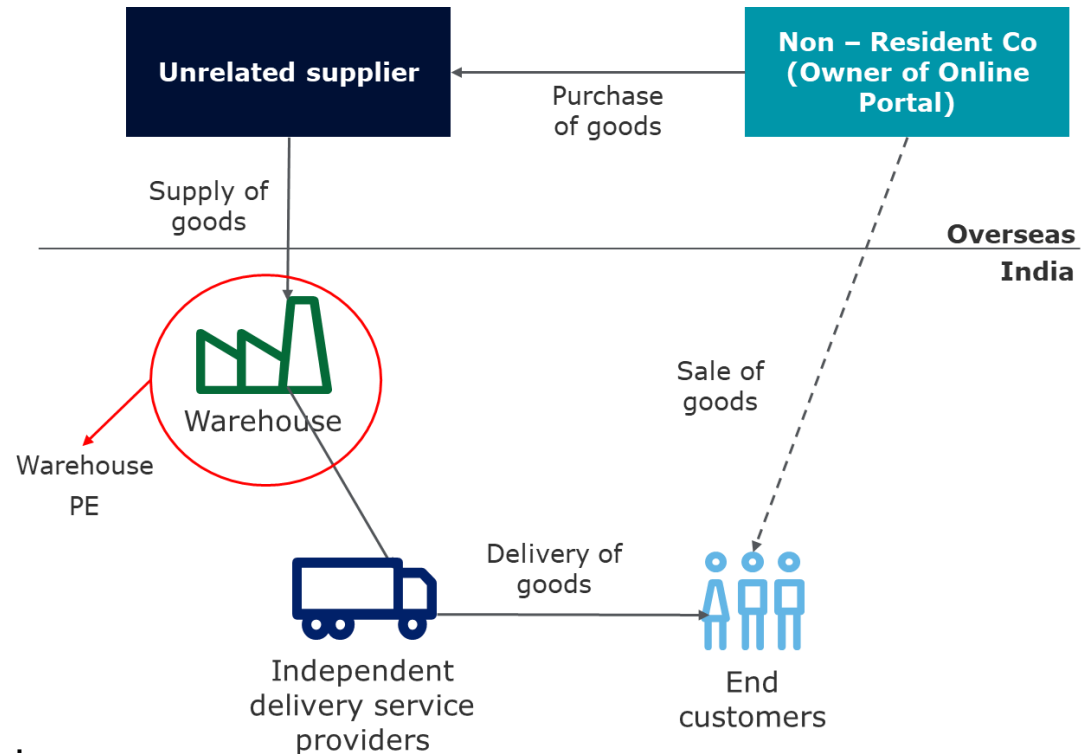 Unrelated supplier
Non – Resident Co
(Owner of Online
Portal)
Purchase
of goods
Supply of
goods
Overseas
India
Sale of
goods
Warehouse
Warehouse
PE
Delivery of
goods
Independent
delivery service
providers
End
customers